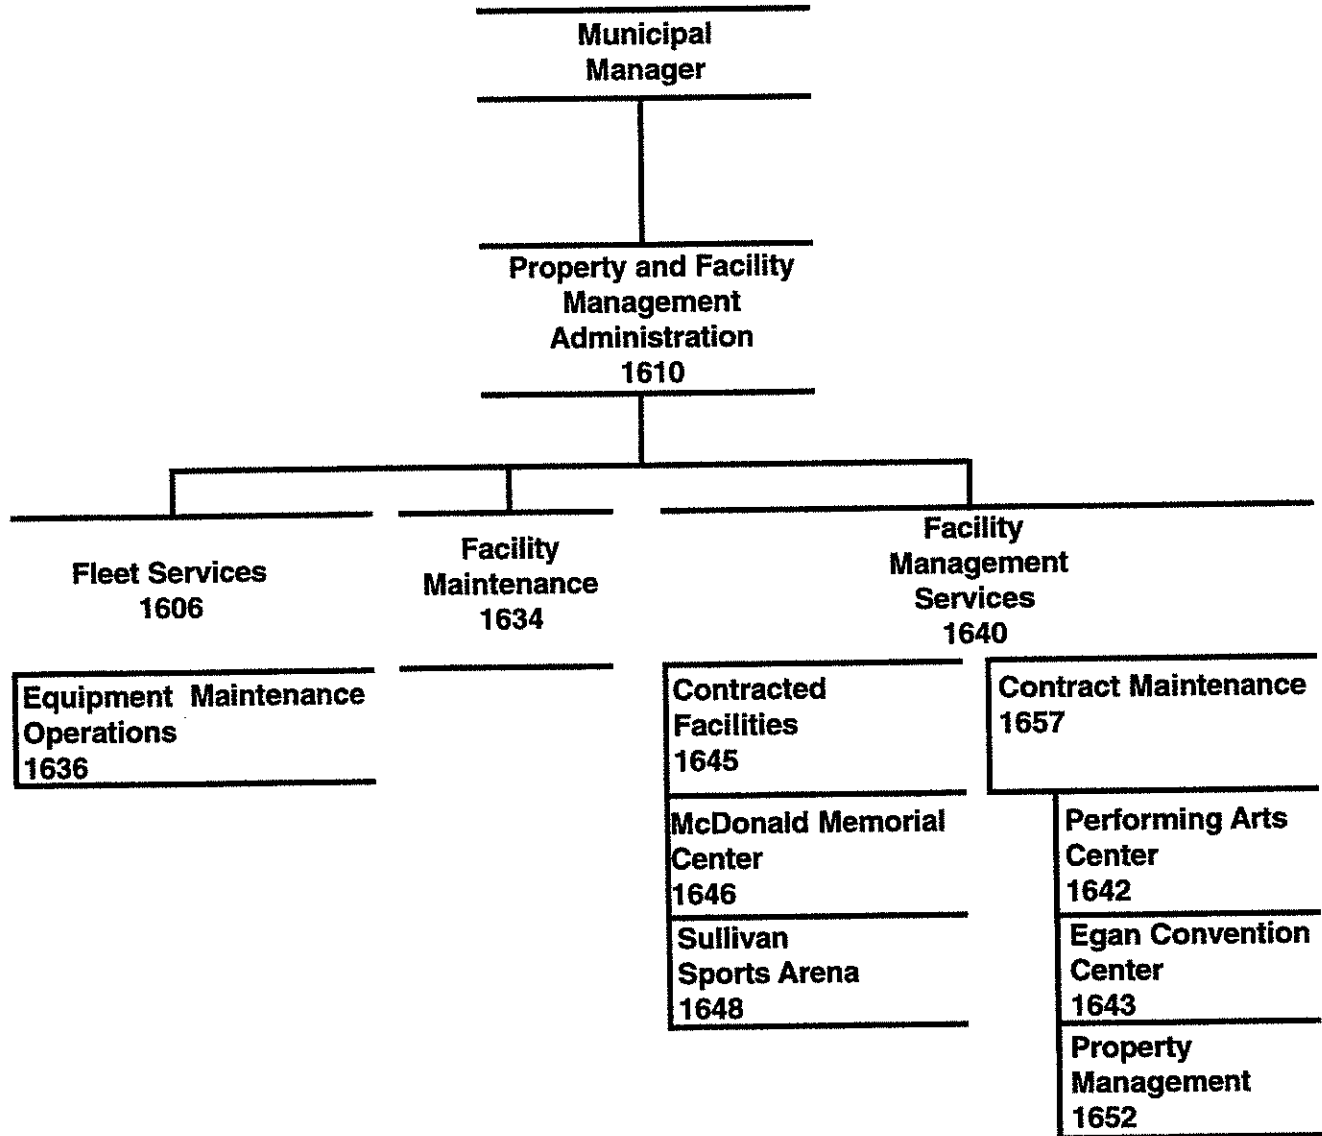 Municipal
Manager
Property and Facility
Management
Administration
1610
Fleet Services
1606
Facility
Maintenance
1634
Facility
Management
Services
1640
Equipment Maintenance
Operations
1636
Contracted
Facilities
1645
McDonald Memorial
Center
1646
Sullivan
Sports Arena
1648
Contract Maintenance
1657
Performing Arts
Center
1642
Egan Convention
Center
1643
Property
Management
1652